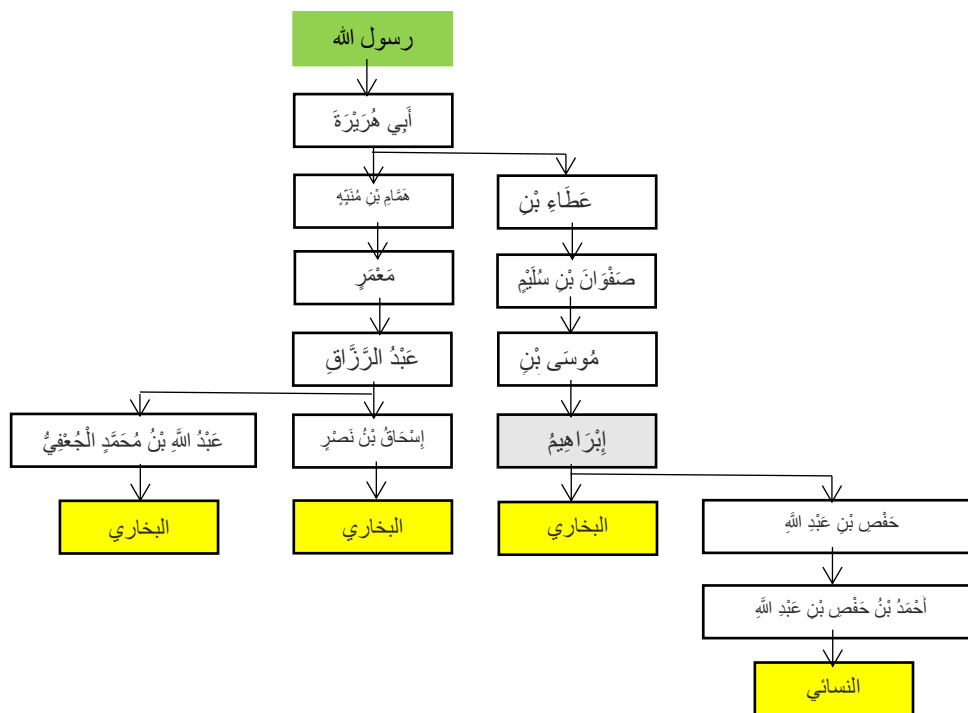 رسول الله
أَبِي هُرَيْرَةَ
عَطَاءِ بْنِ
هَمَّامِ بْنِ مُنَبِّهٍ
صَفْوَانَ بْنِ سُلَيْمٍ
مَعْمَرٍ
مُوسَى بْنِ
عَبْدُ الرَّزَّاقِ
إِبْرَاهِيمُ
إِسْحَاقُ بْنُ نَصْرٍ
عَبْدُ اللَّهِ بْنُ مُحَمَّدٍ الْجُعْفِيُّ
البخاري
البخاري
البخاري
حَفْصِ بْنِ عَبْدِ اللَّهِ
أَحْمَدُ بْنُ حَفْصِ بْنِ عَبْدِ اللَّهِ
النسائي